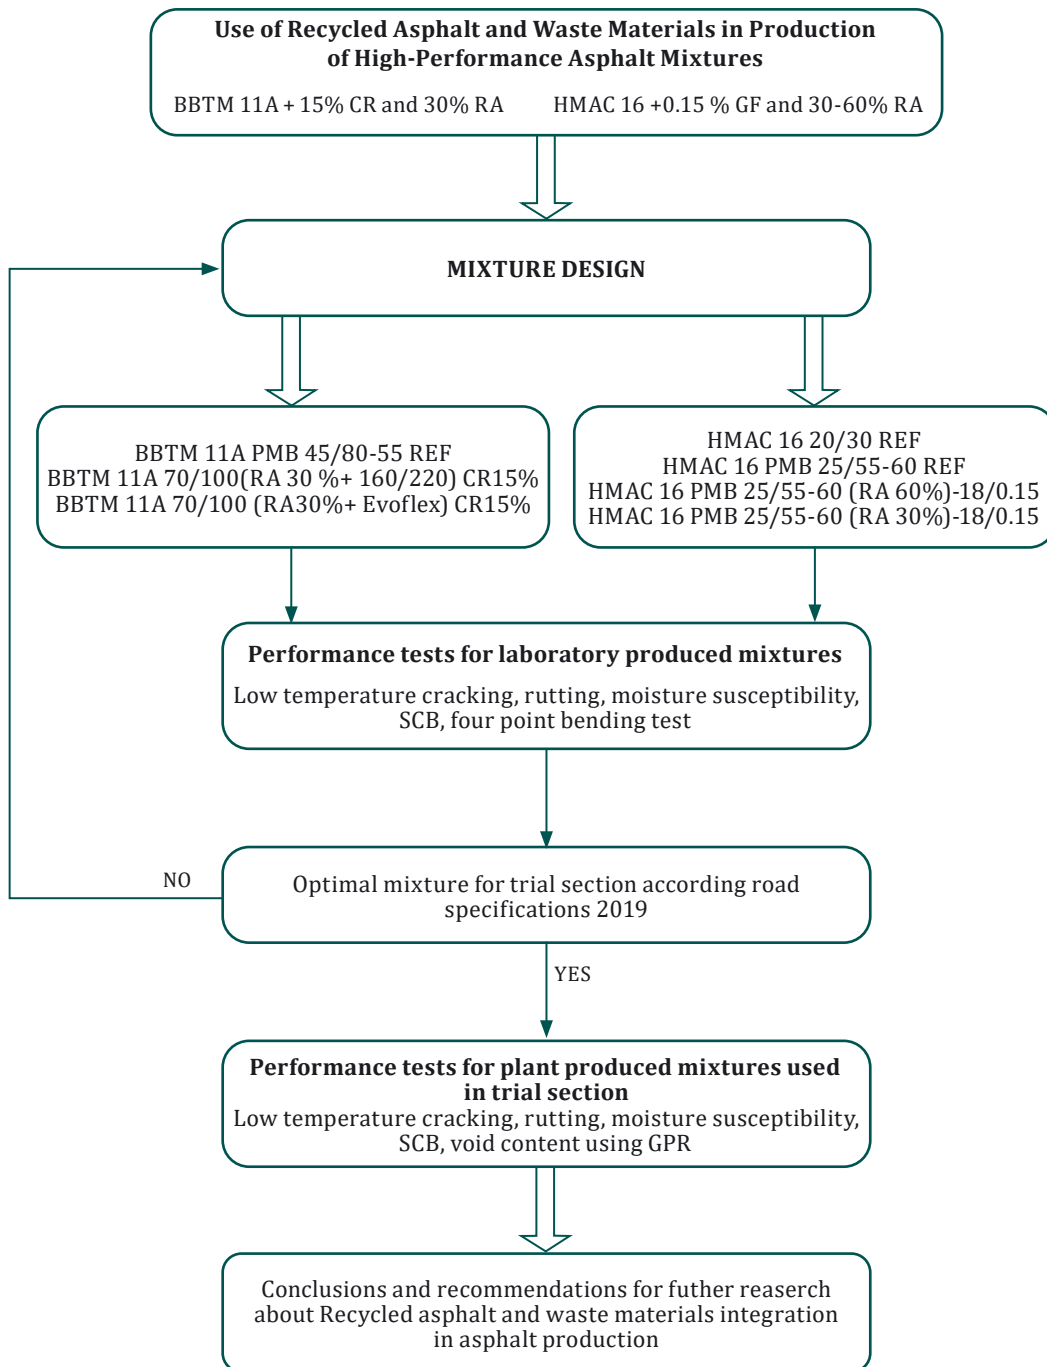 Use of Recycled Asphalt and Waste Materials in Production
of High-Performance Asphalt Mixtures
BBTM 11A + 15% CR and 30% RA
HMAC 16 +0.15 % GF and 30-60% RA
MIXTURE DESIGN
BBTM 11A PMB 45/80-55 REF
BBTM 11A 70/100(RA 30 %+ 160/220) CR15%
BBTM 11A 70/100 (RA30%+ Evoflex) CR15%
HMAC 16 20/30 REF
HMAC 16 PMB 25/55-60 REF
HMAC 16 PMB 25/55-60 (RA 60%)-18/0.15
HMAC 16 PMB 25/55-60 (RA 30%)-18/0.15
Performance tests for laboratory produced mixtures
Low temperature cracking, rutting, moisture susceptibility,
SCB, four point bending test
NO
Optimal mixture for trial section according road
specifications 2019
YES
Performance tests for plant produced mixtures used
in trial section
Low temperature cracking, rutting, moisture susceptibility,
SCB, void content using GPR
Conclusions and recommendations for futher reaserch
about Recycled asphalt and waste materials integration
in asphalt production